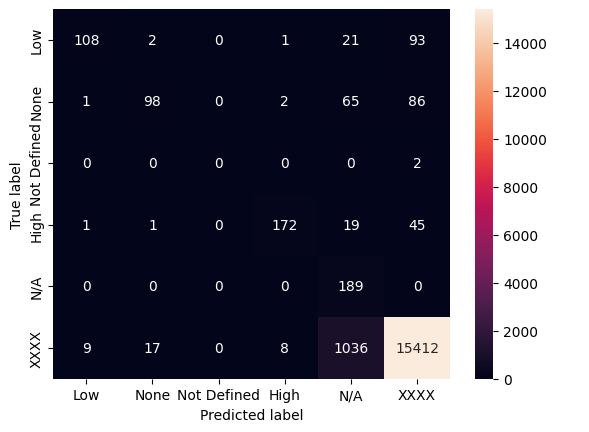 Low 108 2 0 1 21 93
None 1 98 0 2 65 86
Not Defined 0 0 0 0 0 2
High 1 1 0 172 19 45
N/A 0 0 0 0 189 0
XXXX 9 17 0 8 1036 15412
Low None Not Defined High N/A XXXX
Predicted label
True label
14000
12000
10000
8000
6000
4000
2000
0